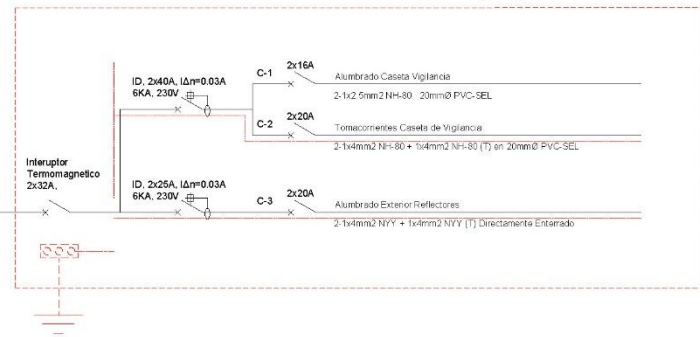 ID, 2x40A, IΔn=0.03A
6KA, 230V
C-1
2x16A
Alumbrado Caseta Vigilancia
2-1x2.5mm2 NH-80 20mmØ PVC-SEL
C-2
2x20A
Tomacorrientes Caseta de Vigilancia
2-1x4mm2 NH-80 + 1x4mm2 NH-80 (T) en 20mmØ PVC-SEL
Interuptor
Termomagnetico
2x32A,
ID, 2x25A, IΔn=0.03A
6KA, 230V
C-3
2x20A
Alumbrado Exterior Reflectores
2-1x4mm2 NYY + 1x4mm2 NYY (T) Directamente Enterrado